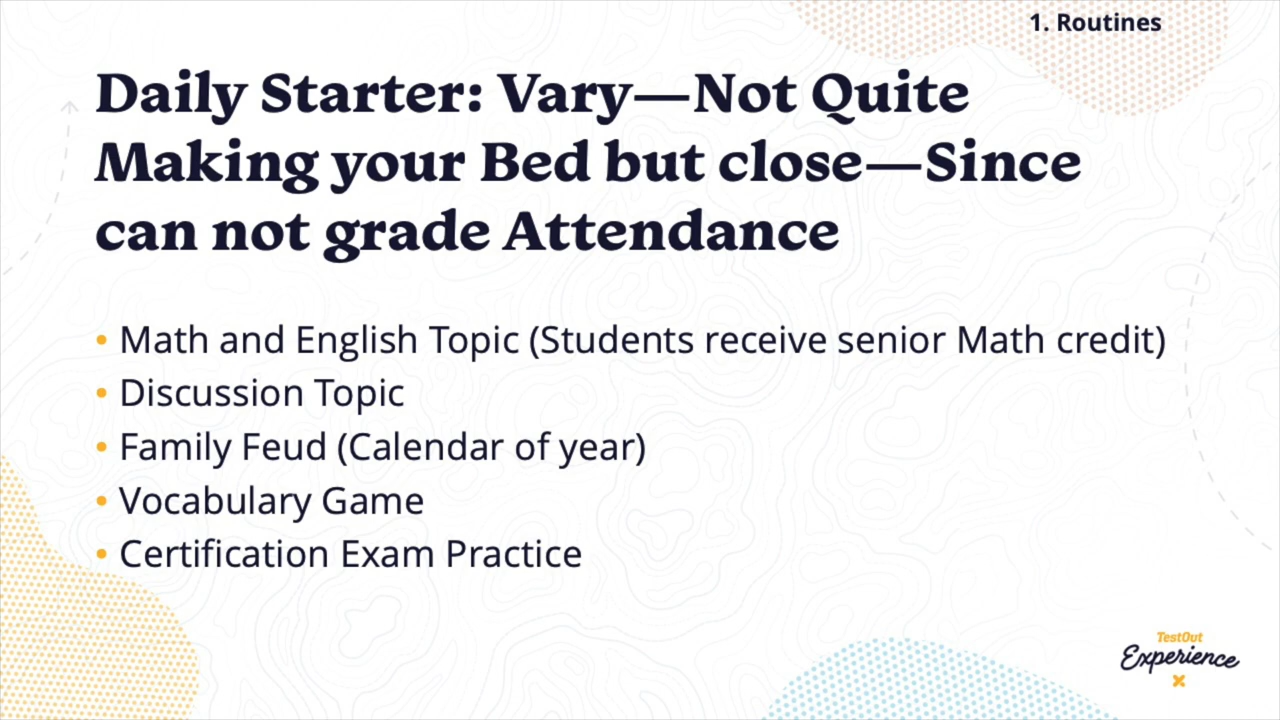 1. Routines
Daily Starter: Vary—Not Quite
Making your Bed but close—Since
can not grade Attendance
• Math and English Topic (Students receive senior Math credit)
• Discussion Topic
• Family Feud (Calendar of year)
• Vocabulary Game
• Certification Exam Practice
TestOut
Experience